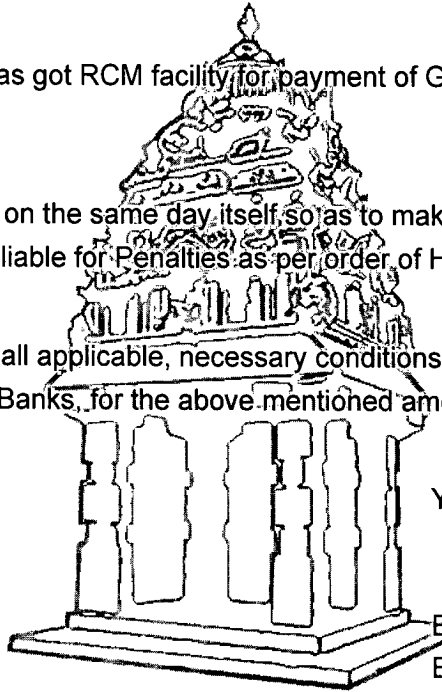 as got RCM facility for payment of G
on the same day itself,so as to mak
liable for Penalties as per order of H
all applicable, necessary conditions
Banks, for the above mentioned am
Y
E
E